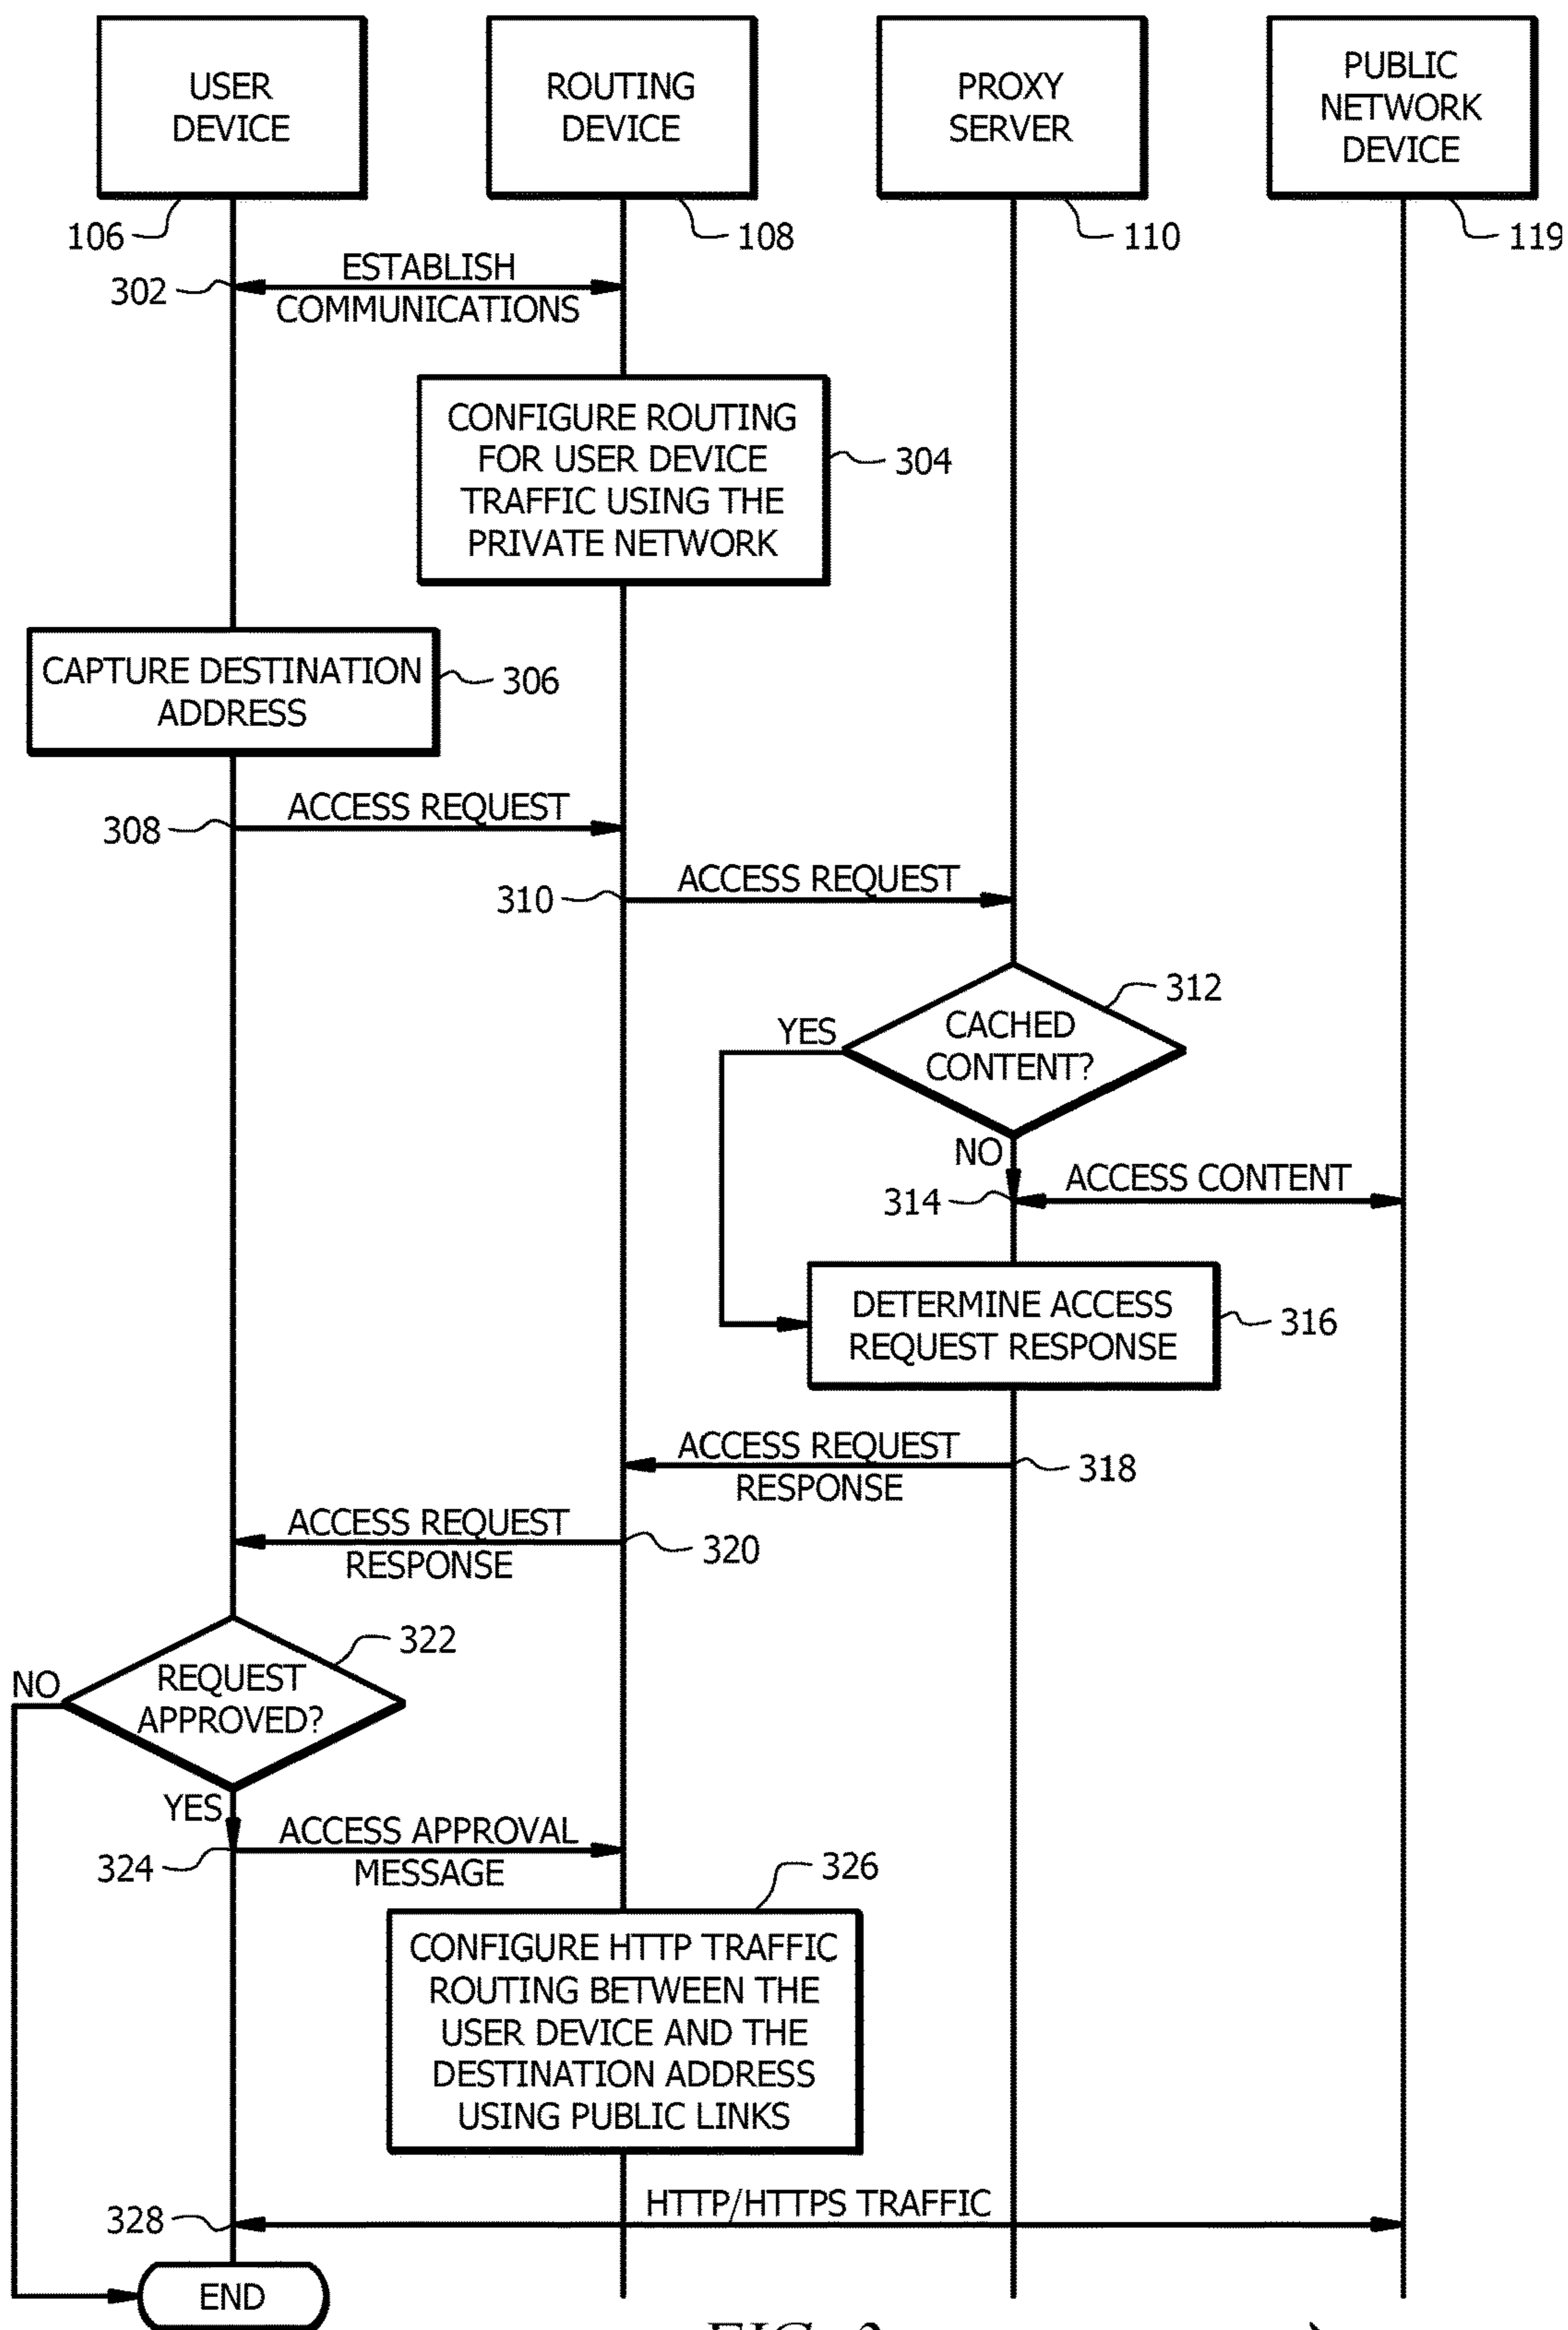 USER
DEVICE
ROUTING
DEVICE
PROXY
SERVER
PUBLIC
NETWORK
DEVICE
106
108
110
119
302
ESTABLISH
COMMUNICATIONS
CONFIGURE ROUTING
FOR USER DEVICE
TRAFFIC USING THE
PRIVATE NETWORK
304
CAPTURE DESTINATION
ADDRESS
306
308
ACCESS REQUEST
310
ACCESS REQUEST
312
CACHED
CONTENT?
YES
NO
314
ACCESS CONTENT
DETERMINE ACCESS
REQUEST RESPONSE
316
ACCESS REQUEST
RESPONSE
318
ACCESS REQUEST
RESPONSE
320
322
REQUEST
APPROVED?
NO
YES
324
ACCESS APPROVAL
MESSAGE
326
CONFIGURE HTTP TRAFFIC
ROUTING BETWEEN THE
USER DEVICE AND THE
DESTINATION ADDRESS
USING PUBLIC LINKS
328
HTTP/HTTPS TRAFFIC
END